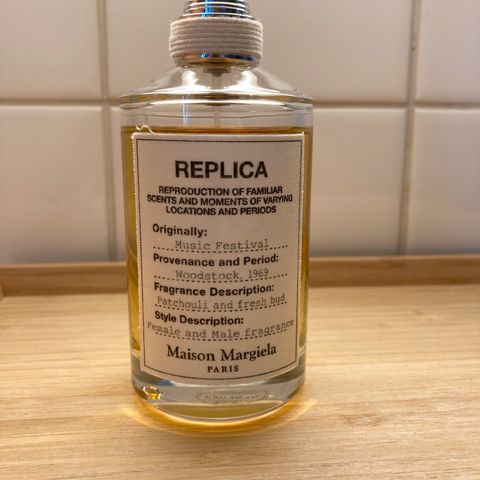 REPLICA
REPRODUCTION OF FAMILIAR
SCENTS AND MOMENTS OF VARYING
LOCATIONS AND PERIODS
Originally:
Music Festival
Provenance and Period:
Woodstock, 1969
Fragrance Description:
Patchouli and fresh bud
Style Description:
Female and Male fragrance
Maison Margiela
PARIS